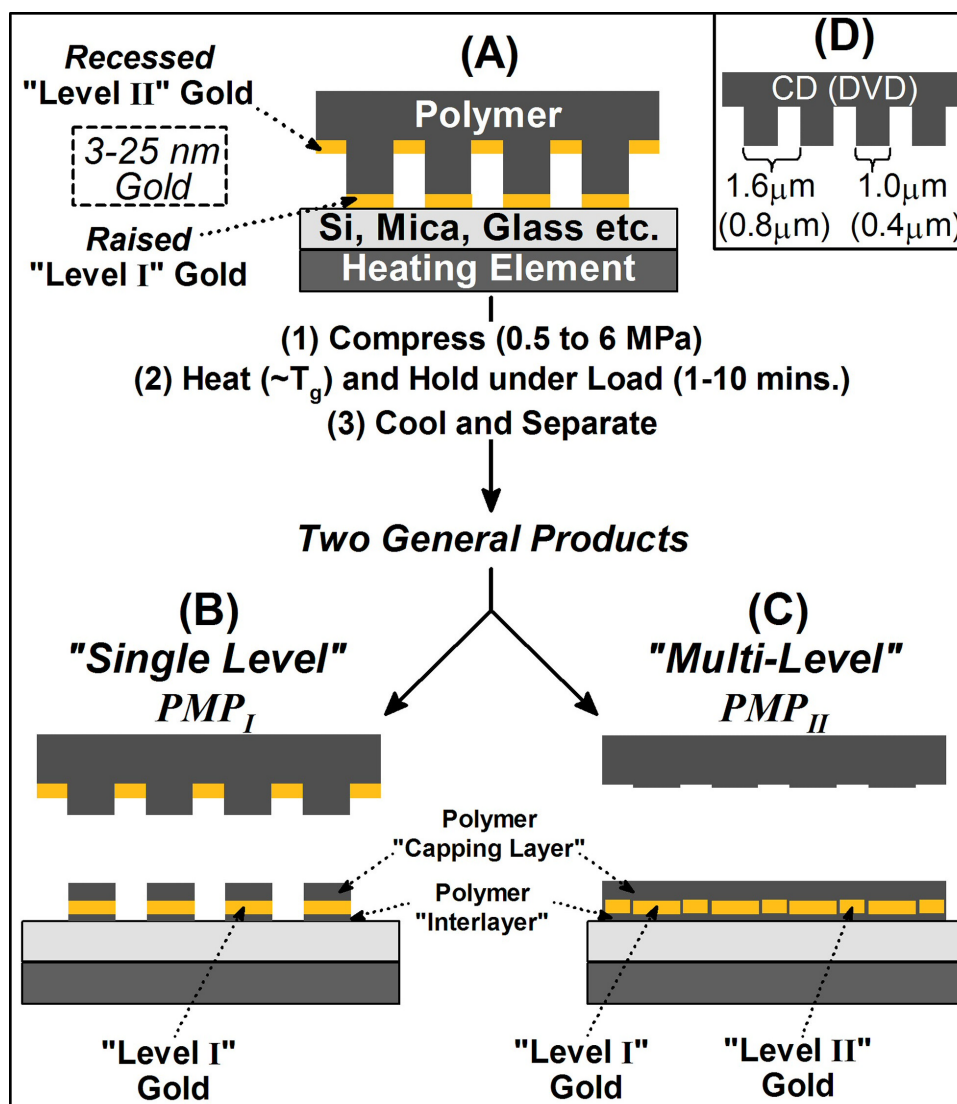 (A)
Recessed
"Level II" Gold
3-25 nm
Gold
Raised
"Level I" Gold
Polymer
Si, Mica, Glass etc.
Heating Element
(D)
CD (DVD)
1.6μm
(0.8μm)
1.0μm
(0.4μm)
(1) Compress (0.5 to 6 MPa)
(2) Heat (~Tg) and Hold under Load (1-10 mins.)
(3) Cool and Separate
Two General Products
(B)
"Single Level"
PMPI
(C)
"Multi-Level"
PMPII
Polymer
"Capping Layer"
Polymer
"Interlayer"
"Level I"
Gold
"Level I"
Gold
"Level II"
Gold